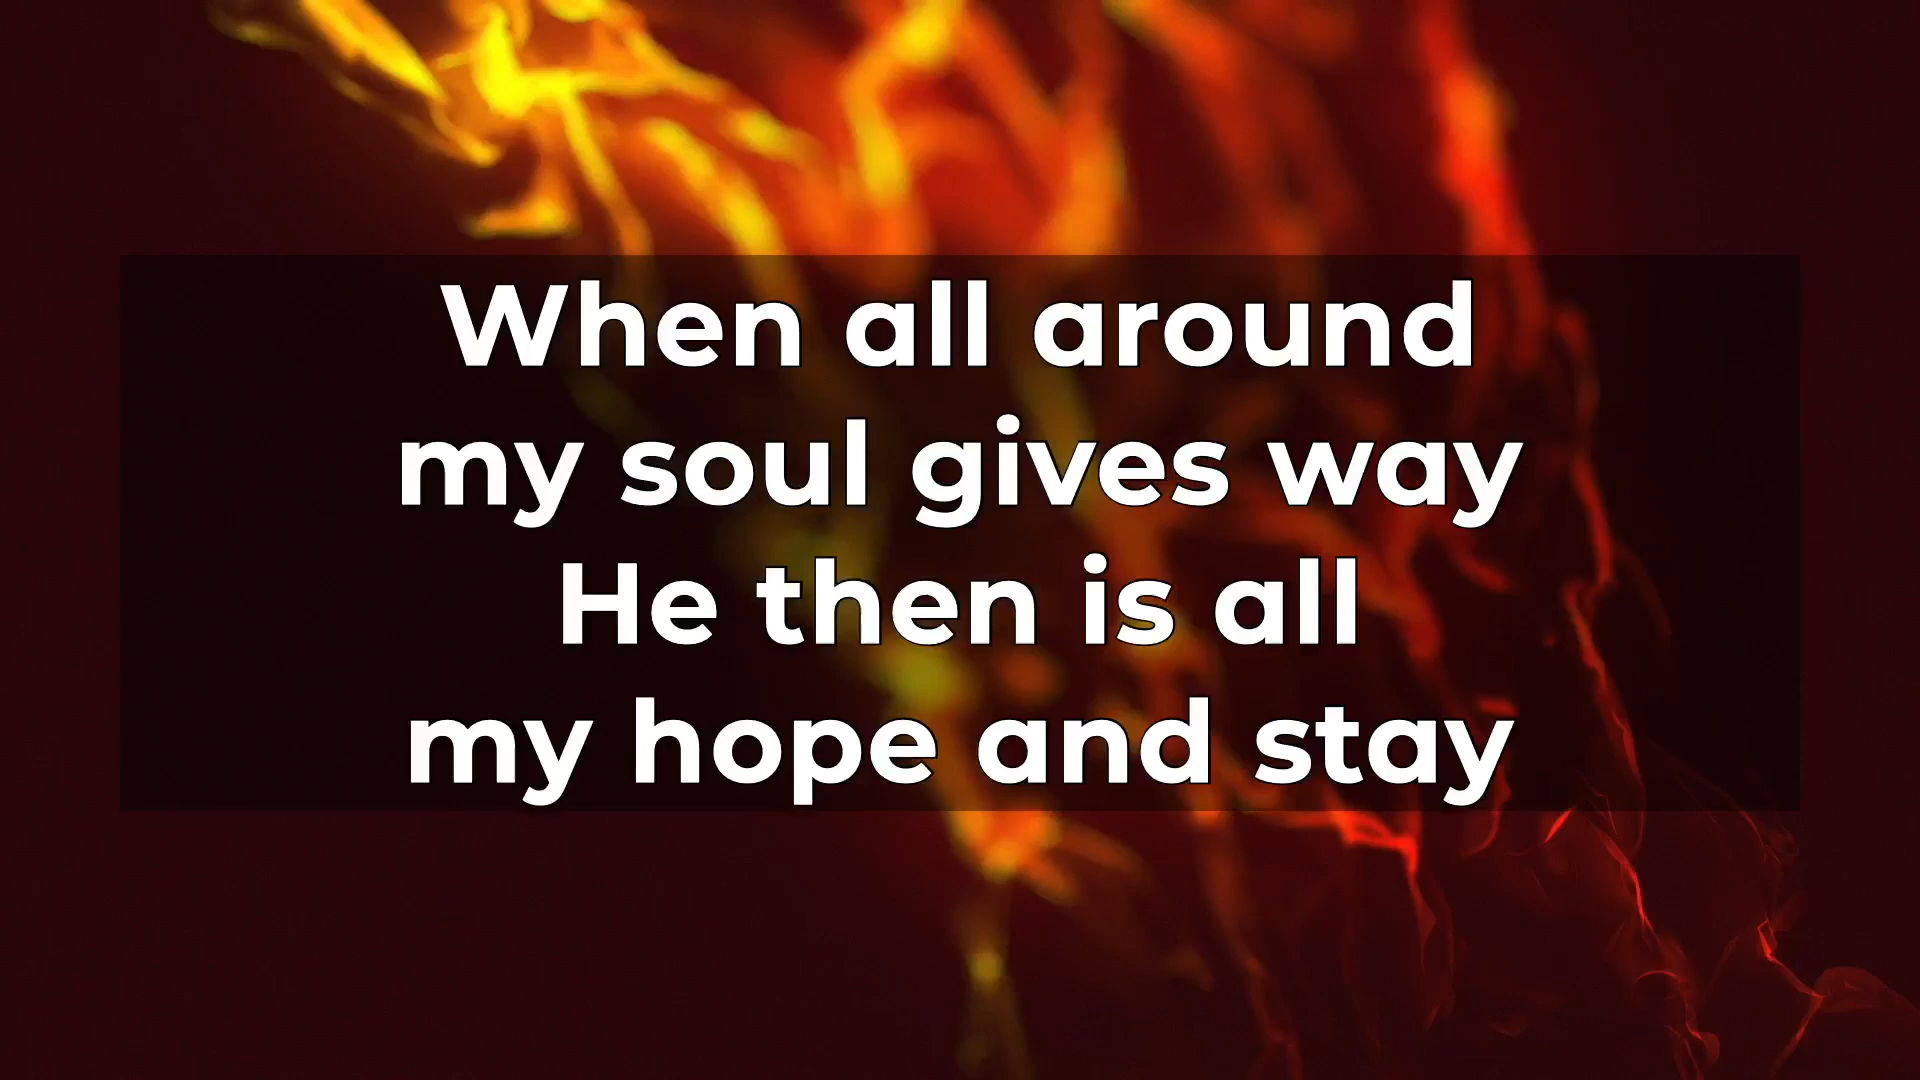 When all around
my soul gives way
He then is all
my hope and stay